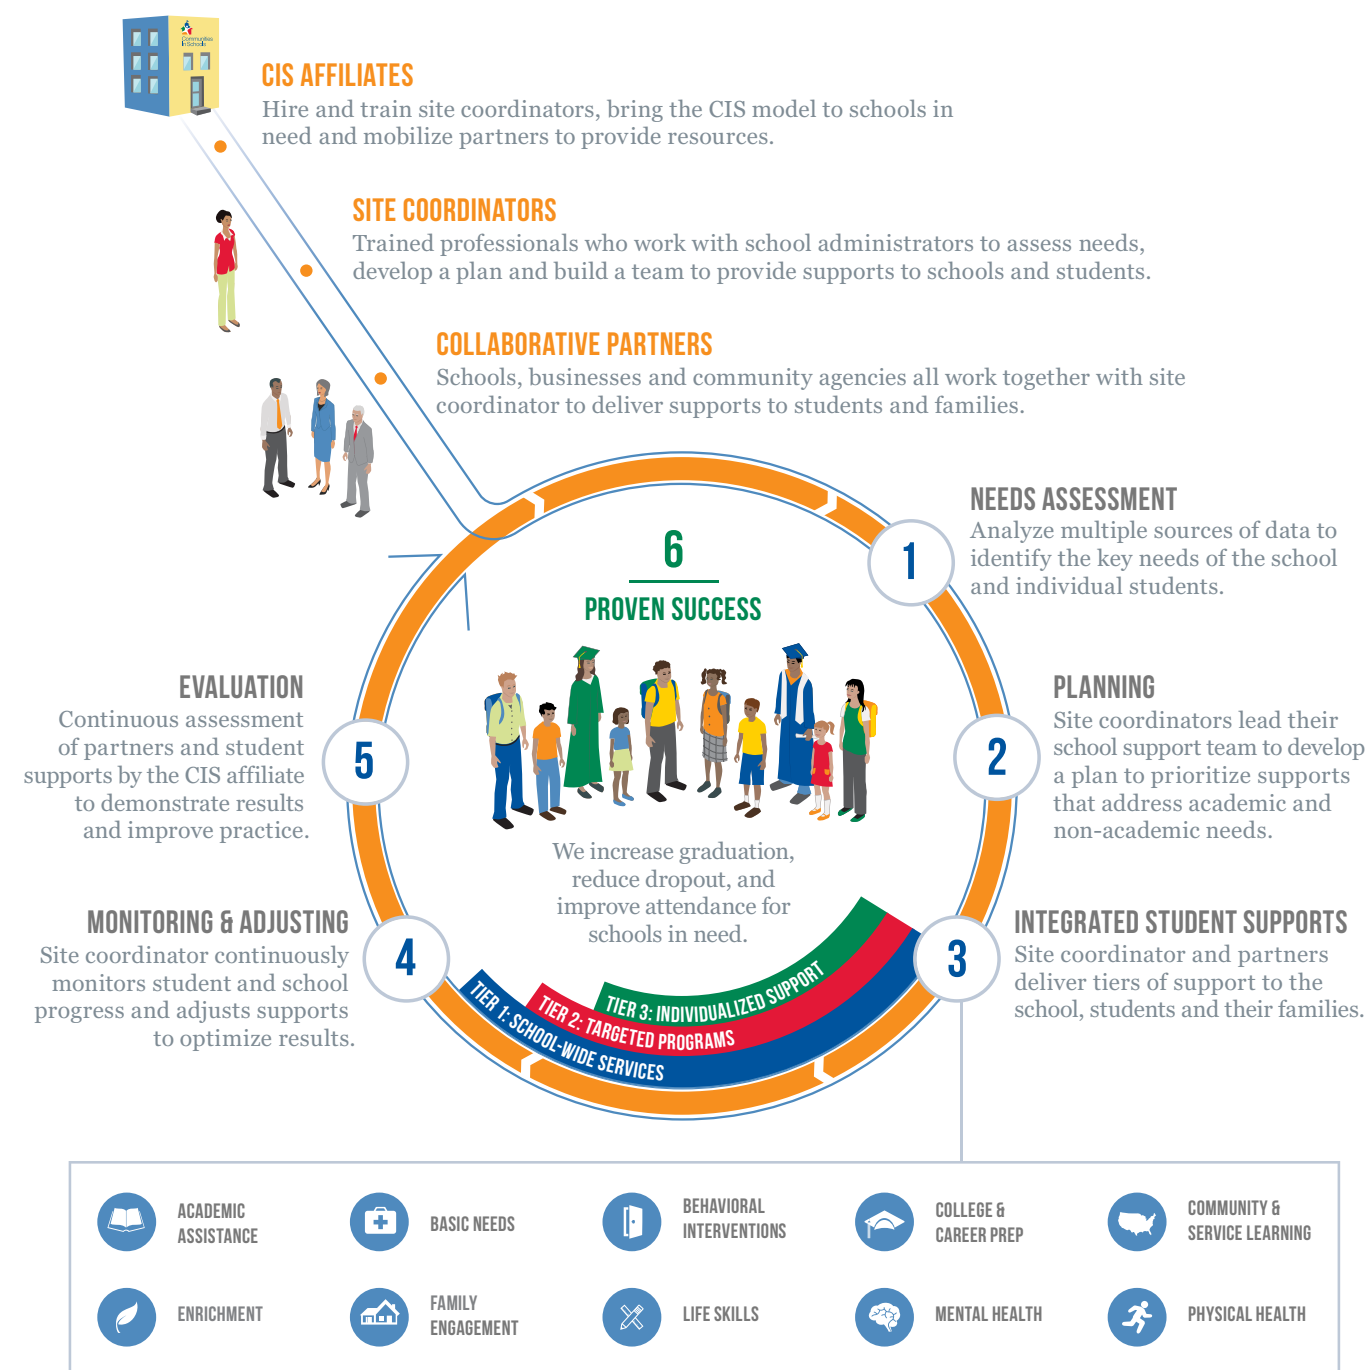 Communities
In Schools
CIS AFFILIATES
Hire and train site coordinators, bring the CIS model to schools in
need and mobilize partners to provide resources.
SITE COORDINATORS
Trained professionals who work with school administrators to assess needs,
develop a plan and build a team to provide supports to schools and students.
COLLABORATIVE PARTNERS
Schools, businesses and community agencies all work together with site
coordinator to deliver supports to students and families.
1
NEEDS ASSESSMENT
Analyze multiple sources of data to
identify the key needs of the school
and individual students.
2
PLANNING
Site coordinators lead their
school support team to develop
a plan to prioritize supports
that address academic and
non-academic needs.
3
INTEGRATED STUDENT SUPPORTS
Site coordinator and partners
deliver tiers of support to the
school, students and their families.
4
MONITORING & ADJUSTING
Site coordinator continuously
monitors student and school
progress and adjusts supports
to optimize results.
5
EVALUATION
Continuous assessment
of partners and student
supports by the CIS affiliate
to demonstrate results
and improve practice.
6
PROVEN SUCCESS
We increase graduation,
reduce dropout, and
improve attendance for
schools in need.
TIER 3: INDIVIDUALIZED SUPPORT
TIER 2: TARGETED PROGRAMS
TIER 1: SCHOOL-WIDE SERVICES
ACADEMIC
ASSISTANCE
BASIC NEEDS
BEHAVIORAL
INTERVENTIONS
COLLEGE &
CAREER PREP
COMMUNITY &
SERVICE LEARNING
ENRICHMENT
FAMILY
ENGAGEMENT
LIFE SKILLS
MENTAL HEALTH
PHYSICAL HEALTH